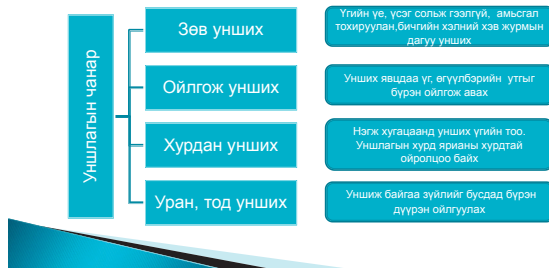 Уншлагын чанар
Зөв унших
Үгийн үе, үсэг сольж гээлгүй, амьсгал
тохируулан,бичгийн хэлний хэв журмын
дагуу унших
Ойлгож унших
Унших явцдаа үг, өгүүлбэрийн утгыг
бүрэн ойлгож авах
Хурдан унших
Нэгж хугацаанд унших үгийн тоо.
Уншлагын хурд ярианы хурдтай
ойролцоо байх
Уран, тод унших
Уншиж байгаа зүйлийг бусдад бүрэн
дүүрэн ойлгуулах